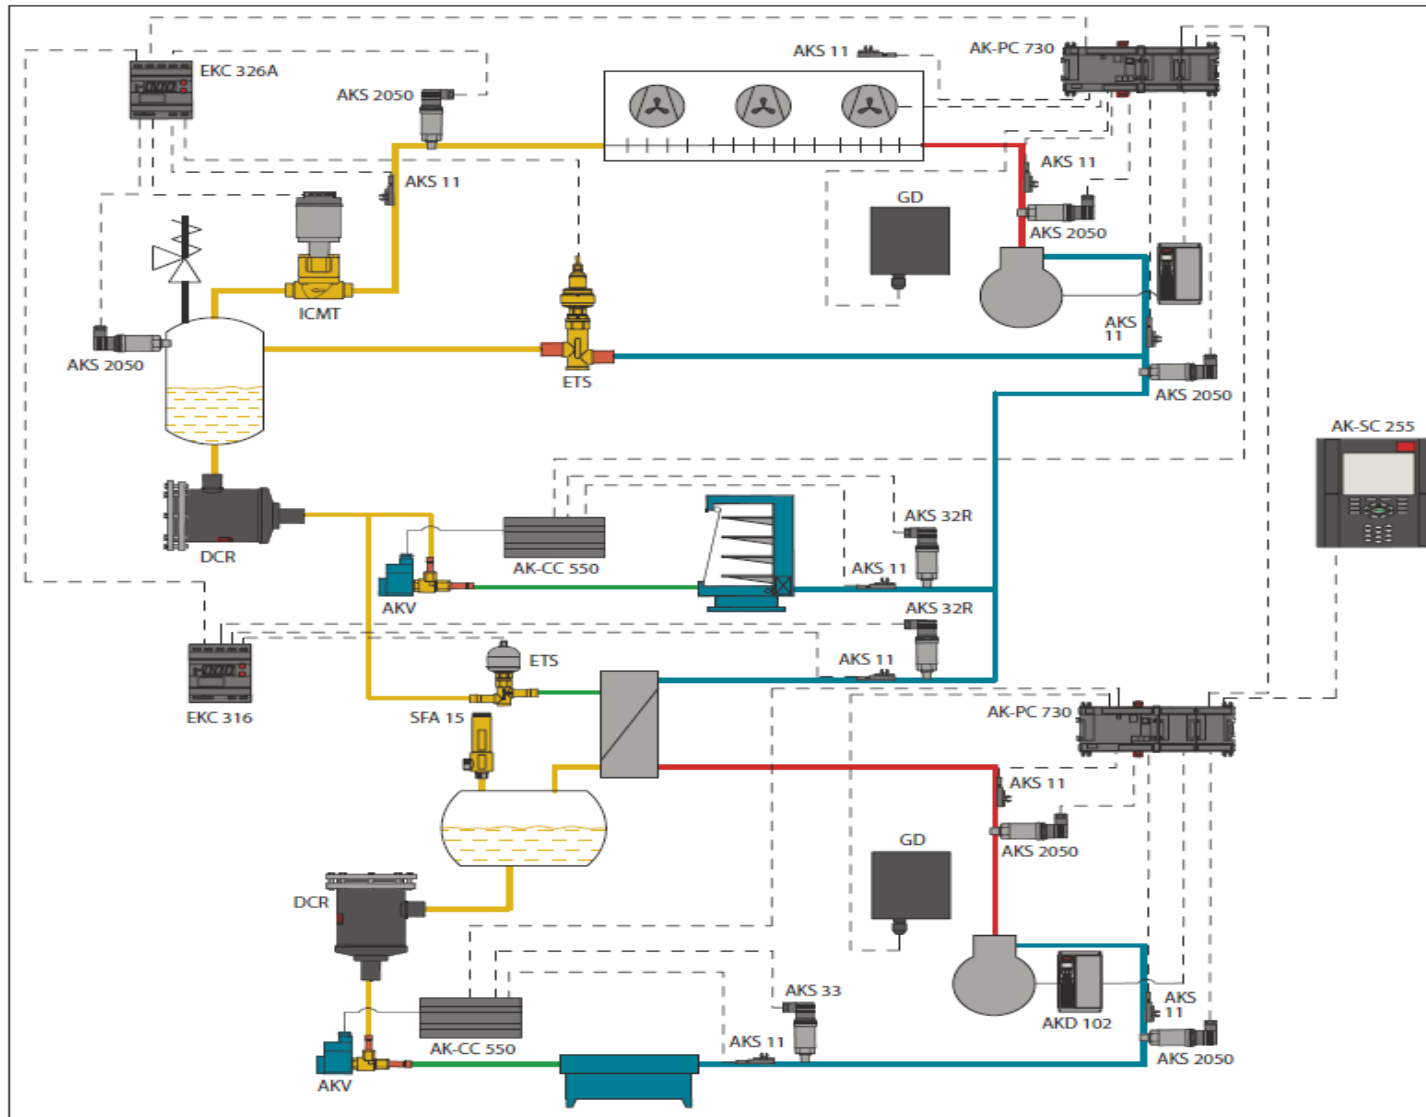 AKS 11
AK-PC 730
EKC 326A
AKS 2050
AKS 11
AKS 11
GD
AKS 2050
ICMT
AKS
11
AKS 2050
ETS
AKS 2050
AK-SC 255
AKS 32R
DCR
AK-CC 550
AKS 11
AKV
AKS 32R
ETS
AKS 11
EKC 316
SFA 15
AK-PC 730
AKS 11
GD
AKS 2050
DCR
AKS 33
AKS
11
AKD 102
AK-CC 550
AKS 11
AKS 2050
AKV